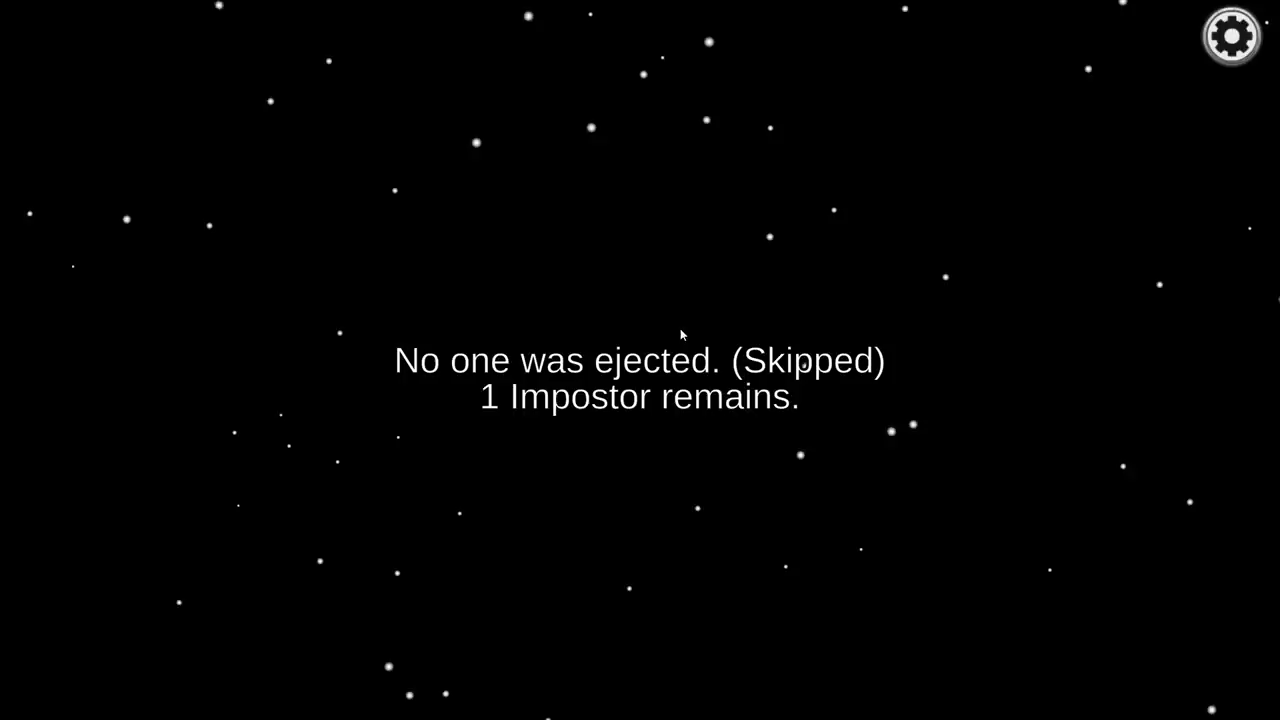 No one was ejected. (Skipped)
1 Impostor remains.